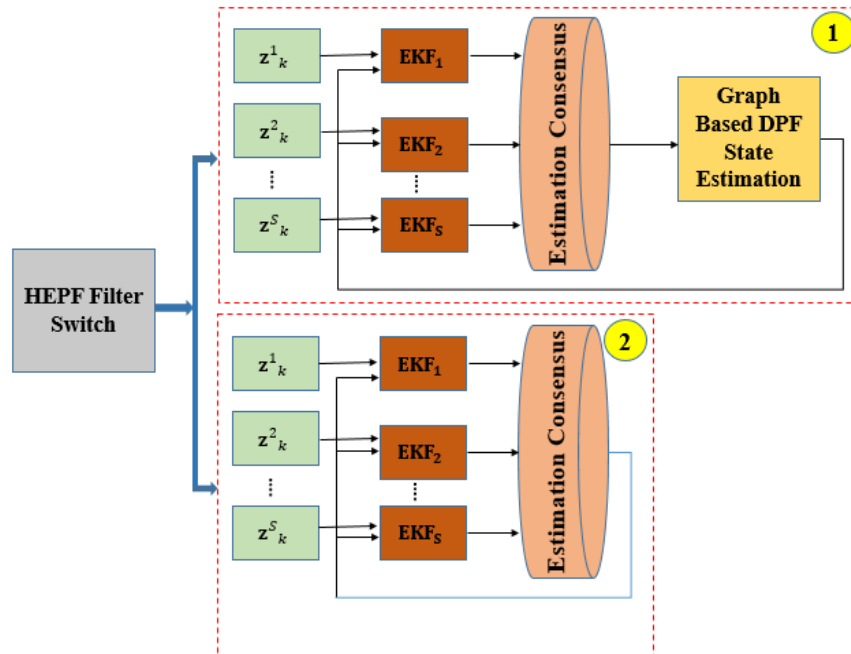 HEPF Filter
Switch
1
z¹ₖ
z²ₖ
zˢₖ
EKF₁
EKF₂
EKFₛ
Estimation Consensus
Graph
Based DPF
State
Estimation
2
z¹ₖ
z²ₖ
zˢₖ
EKF₁
EKF₂
EKFₛ
Estimation Consensus